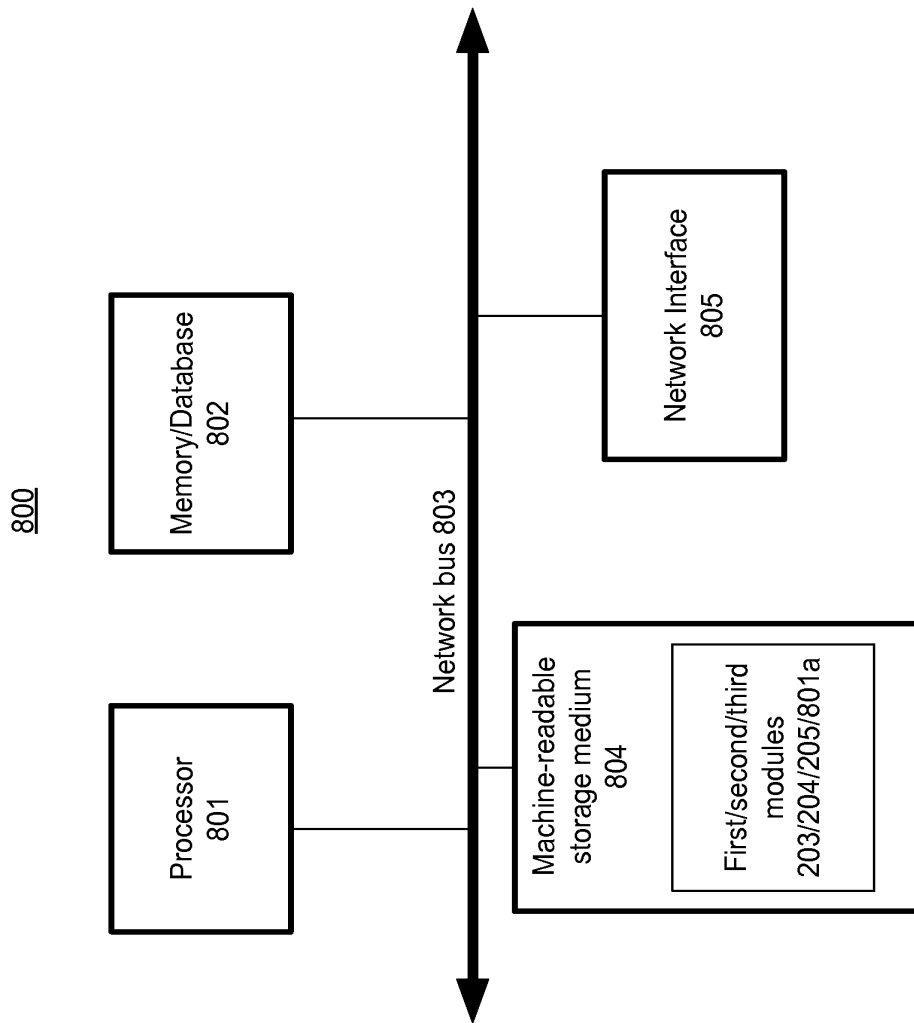 800
Processor
801
Memory/Database
802
Network bus 803
Machine-readable
storage medium
804
First/second/third
modules
203/204/205/801a
Network Interface
805